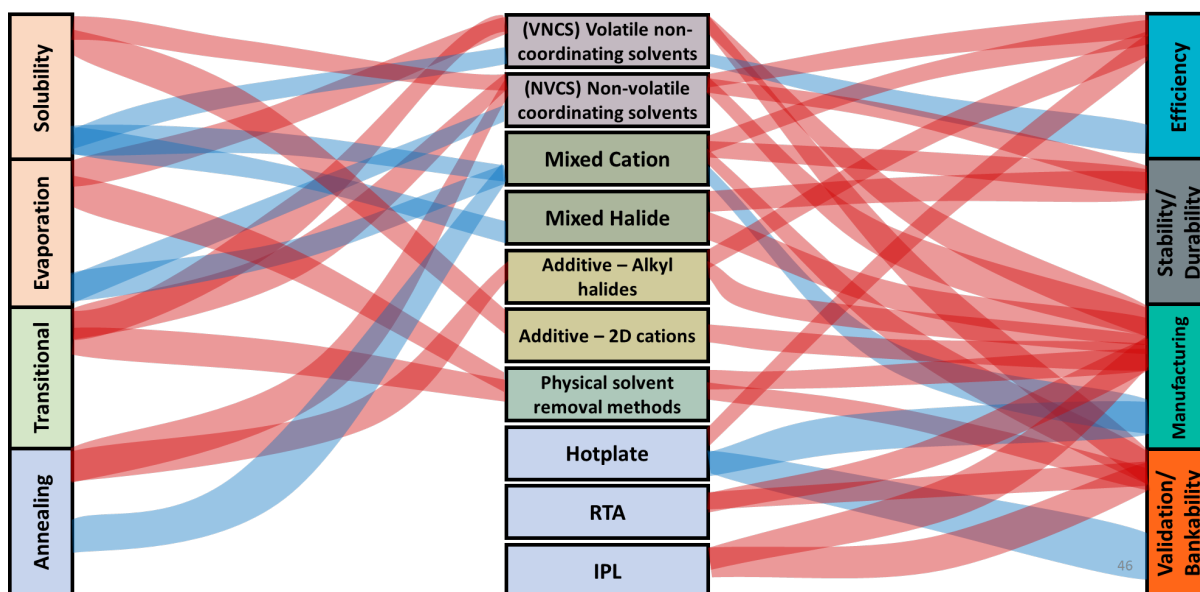 Solubility
Evaporation
Transitional
Annealing
(VNCS) Volatile non-
coordinating solvents
(NVCS) Non-volatile
coordinating solvents
Mixed Cation
Mixed Halide
Additive – Alkyl
halides
Additive – 2D cations
Physical solvent
removal methods
Hotplate
RTA
IPL
Efficiency
Stability/
Durability
Manufacturing
Validation/
Bankability
46